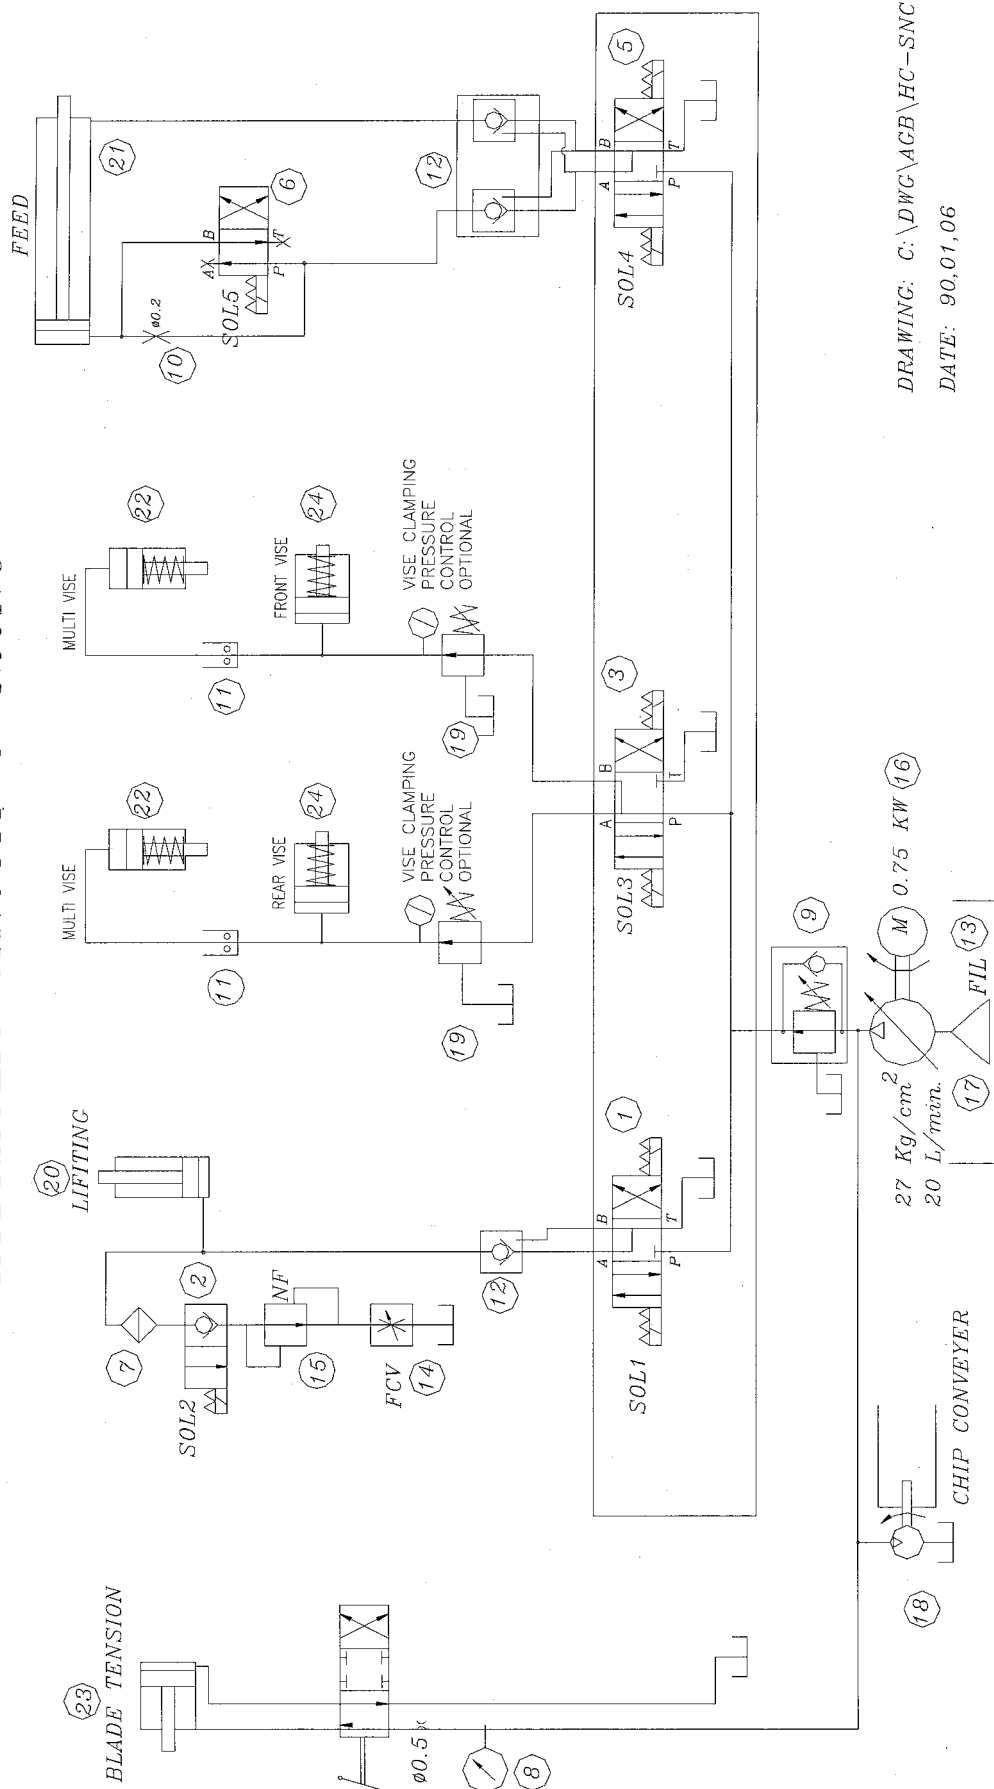 BLADE TENSION
23
ø0.5
8
LIFITING
20
7
2
SOL2
NF
15
FCV
14
12
A
B
P
T
SOL1
1
MULTI VISE
22
11
REAR VISE
24
VISE CLAMPING
PRESSURE
CONTROL
OPTIONAL
19
MULTI VISE
22
11
FRONT VISE
24
VISE CLAMPING
PRESSURE
CONTROL
OPTIONAL
19
A
B
P
T
SOL3
3
FEED
21
10
ø0.2
A
B
P
T
SOL5
6
12
A
B
P
T
SOL4
5
9
27 Kg/cm²
20 L/min.
M
0.75 KW
16
17
FIL
13
18
CHIP CONVEYER
DRAWING: C:\DWG\AGB\HC-SNC
DATE: 90,01,06